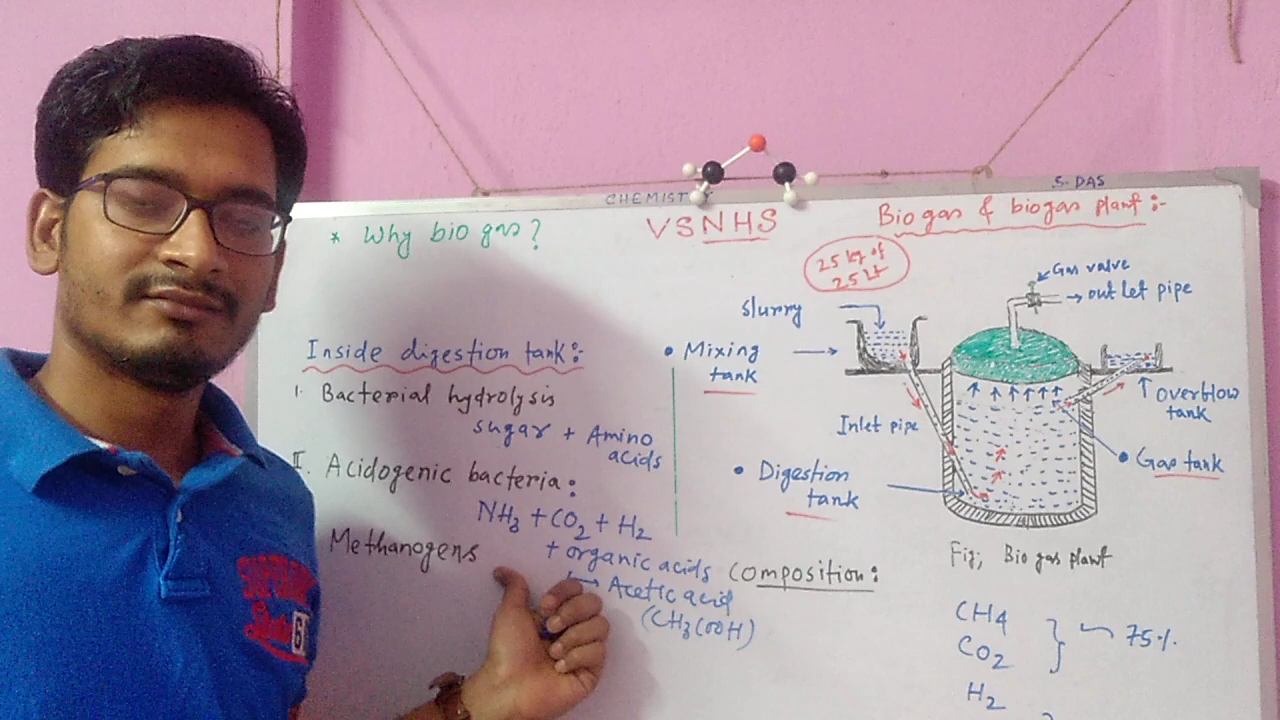 CHEMISTRY
S. DAS
* Why bio gas?
VSNHS
Biogas & biogas plant :-
25 kg of
25 lt
Gas valve
→ out let pipe
slurry
Inside digestion tank :-
• Mixing →
tank
Overflow
tank
I. Bacterial hydrolysis
sugar + Amino
acids
Inlet pipe
II. Acidogenic bacteria :
• Digestion
tank
• Gas tank
NH3 + CO2 + H2
+ organic acids
→ Acetic acid
(CH3COOH)
Methanogens
Composition :
Fig; Bio gas plant
CH4
CO2
} 75%
H2
6